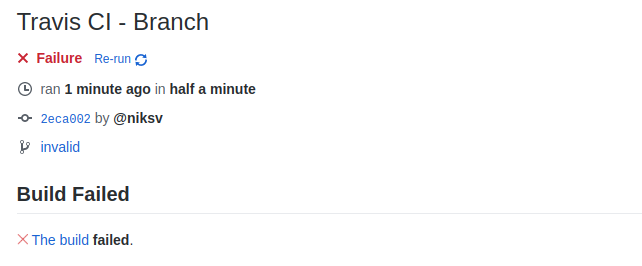 Travis CI - Branch
Failure Re-run
ran 1 minute ago in half a minute
2eca002 by @niksv
invalid
Build Failed
The build failed.